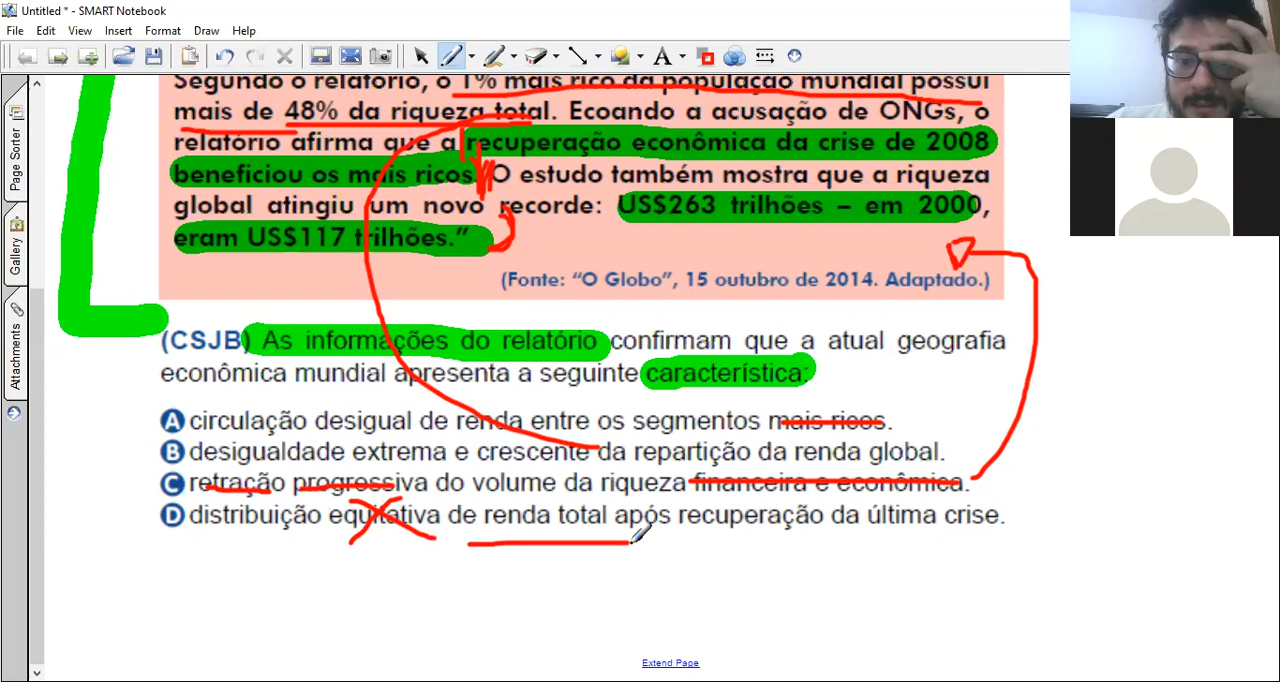 Untitled * - SMART Notebook
File Edit View Insert Format Draw Help
Page Sorter
Gallery
Attachments
Segundo o relatório, o 1% mais rico da população mundial possui
mais de 48% da riqueza total. Ecoando a acusação de ONGs, o
relatório afirma que a recuperação econômica da crise de 2008
beneficiou os mais ricos. O estudo também mostra que a riqueza
global atingiu um novo recorde: US$263 trilhões – em 2000,
eram US$117 trilhões.”
(Fonte: “O Globo”, 15 outubro de 2014. Adaptado.)
(CSJB) As informações do relatório confirmam que a atual geografia
econômica mundial apresenta a seguinte característica:
A circulação desigual de renda entre os segmentos mais ricos.
B desigualdade extrema e crescente da repartição da renda global.
C retração progressiva do volume da riqueza financeira e econômica.
D distribuição equitativa de renda total após recuperação da última crise.
Extend Page